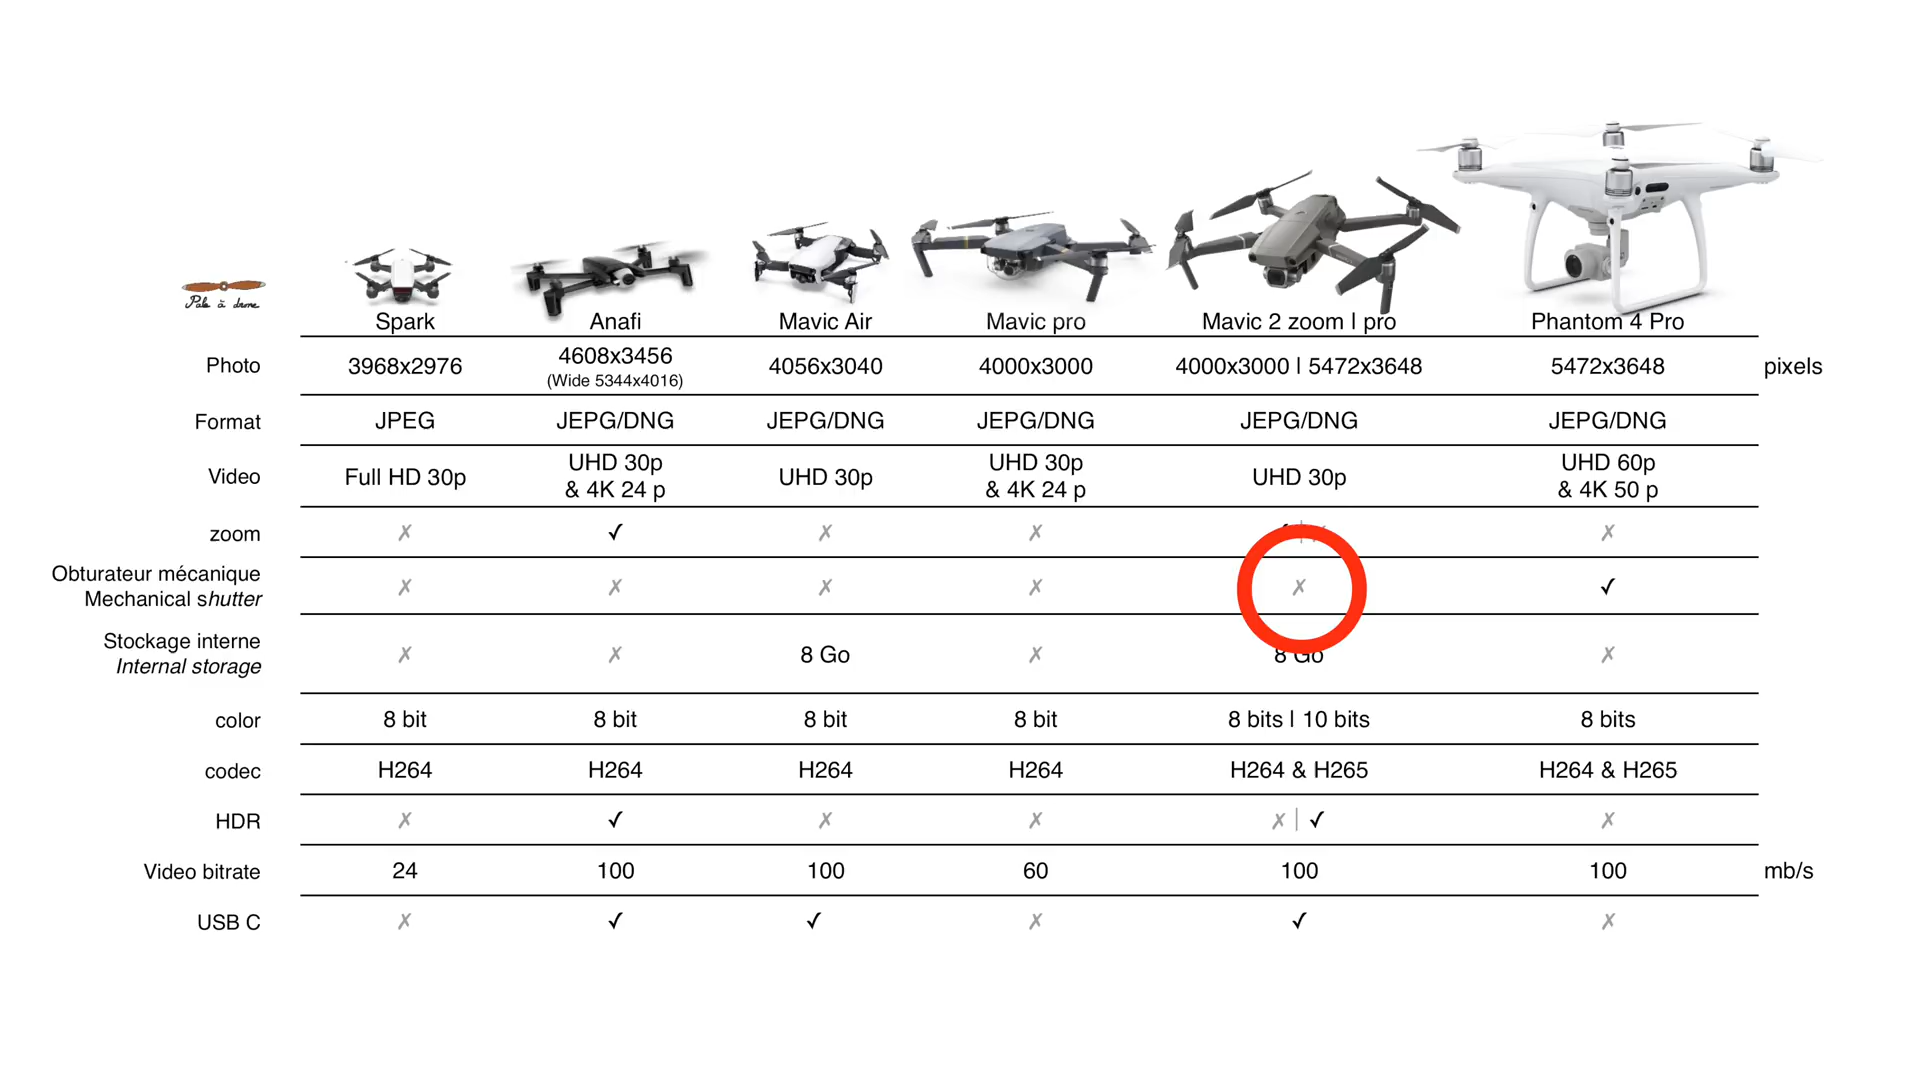 Pale à drone
Spark Anafi Mavic Air Mavic pro Mavic 2 zoom | pro Phantom 4 Pro
Photo 3968x2976 4608x3456 (Wide 5344x4016) 4056x3040 4000x3000 4000x3000 | 5472x3648 5472x3648 pixels
Format JPEG JEPG/DNG JEPG/DNG JEPG/DNG JEPG/DNG JEPG/DNG
Video Full HD 30p UHD 30p & 4K 24 p UHD 30p UHD 30p & 4K 24 p UHD 30p UHD 60p & 4K 50 p
zoom ✗ ✓ ✗ ✗ ✗
Obturateur mécanique
Mechanical shutter ✗ ✗ ✗ ✗ ✗ ✓
Stockage interne
Internal storage ✗ ✗ 8 Go ✗ 8 Go ✗
color 8 bit 8 bit 8 bit 8 bit 8 bits | 10 bits 8 bits
codec H264 H264 H264 H264 H264 & H265 H264 & H265
HDR ✗ ✓ ✗ ✗ ✗ | ✓ ✗
Video bitrate 24 100 100 60 100 100 mb/s
USB C ✗ ✓ ✓ ✗ ✓ ✗